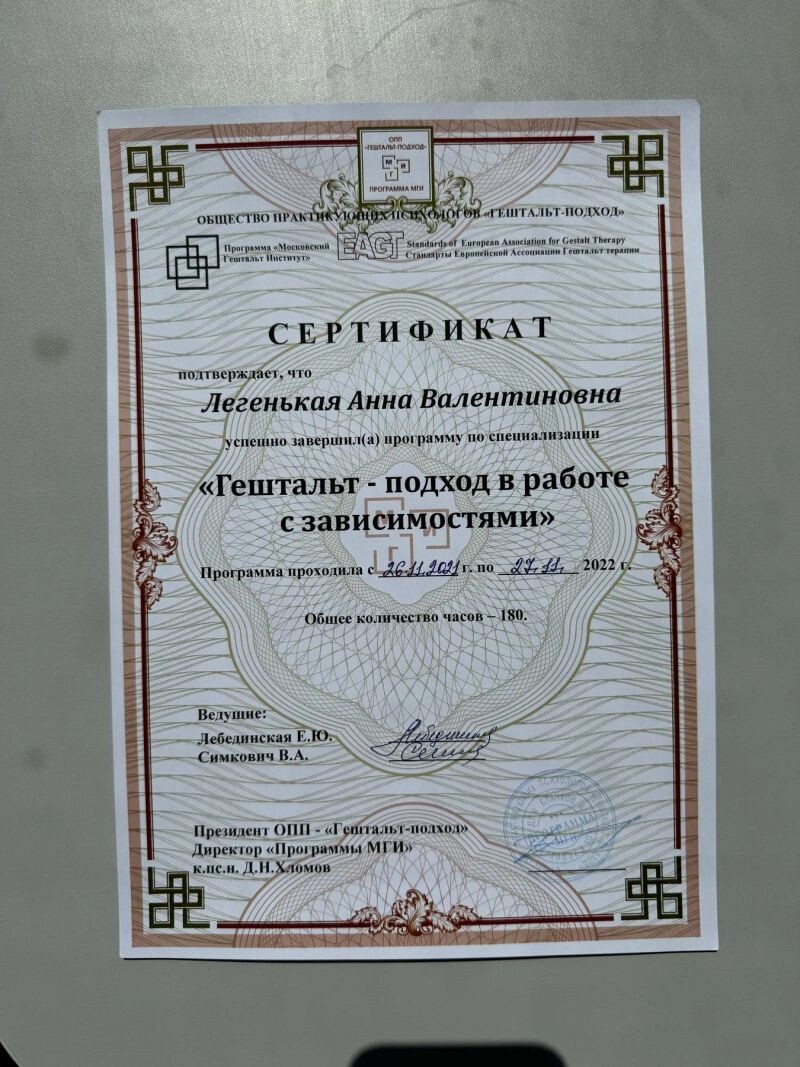 ОПП
«ГЕШТАЛЬТ-ПОДХОД»
М И
Г
ПРОГРАММА МГИ
ОБЩЕСТВО ПРАКТИКУЮЩИХ ПСИХОЛОГОВ «ГЕШТАЛЬТ-ПОДХОД»
Программа «Московский
Гештальт Институт»
EAGT
Standards of European Association for Gestalt Therapy
Стандарты Европейской Ассоциации Гештальт терапии
СЕРТИФИКАТ
подтверждает, что
Легенькая Анна Валентиновна
успешно завершил(а) программу по специализации
«Гештальт - подход в работе
с зависимостями»
М И
Г
Программа проходила с 26.11.2021 г. по 27.11. 2022 г.
Общее количество часов – 180.
Ведущие:
Лебединская Е.Ю.
Симкович В.А.
Президент ОПП - «Гештальт-подход»
Директор «Программы МГИ»
к.пс.н. Д.Н.Хломов
ПРОГРАММА